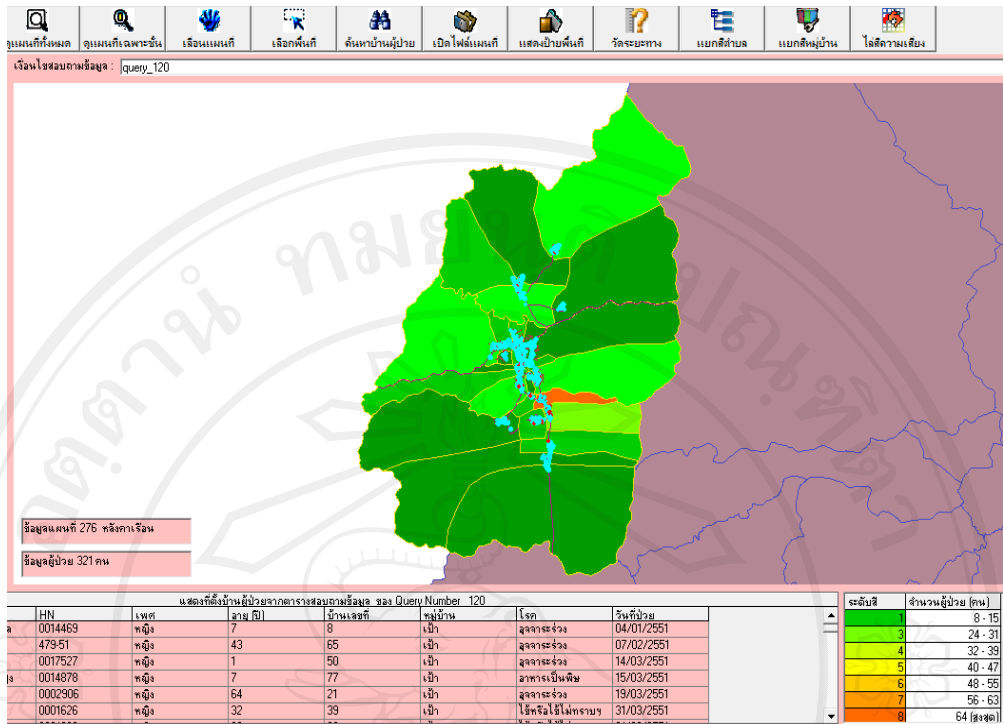 ดูแผนที่ทั้งหมด ดูแผนที่เฉพาะชั้น เลื่อนแผนที่ เลือกพื้นที่ ค้นหาบ้านผู้ป่วย เปิดไฟล์แผนที่ แสดงป้ายพื้นที่ วัดระยะทาง แยกสีตำบล แยกสีหมู่บ้าน ไล่สีความเสี่ยง
เงื่อนไขสอบถามข้อมูล : query_120
ข้อมูลแผนที่ 276 หลังคาเรือน
ข้อมูลผู้ป่วย 321 คน
แสดงที่ตั้งบ้านผู้ป่วยจากตารางสอบถามข้อมูล ของ Query Number 120
HN เพศ อายุ (ปี) บ้านเลขที่ หมู่บ้าน โรค วันที่ป่วย
0014469 หญิง 7 8 เป้า อุจจาระร่วง 04/01/2551
479-51 หญิง 43 65 เป้า อุจจาระร่วง 07/02/2551
0017527 หญิง 1 50 เป้า อุจจาระร่วง 14/03/2551
0014878 หญิง 7 77 เป้า อาหารเป็นพิษ 15/03/2551
0002906 หญิง 64 21 เป้า อุจจาระร่วง 19/03/2551
0001626 หญิง 32 39 เป้า ไข้หรือไข้ไม่ทราบฯ 31/03/2551
ระดับสี จำนวนผู้ป่วย (คน)
1 8 - 15
3 24 - 31
4 32 - 39
5 40 - 47
6 48 - 55
7 56 - 63
8 64 (สูงสุด)